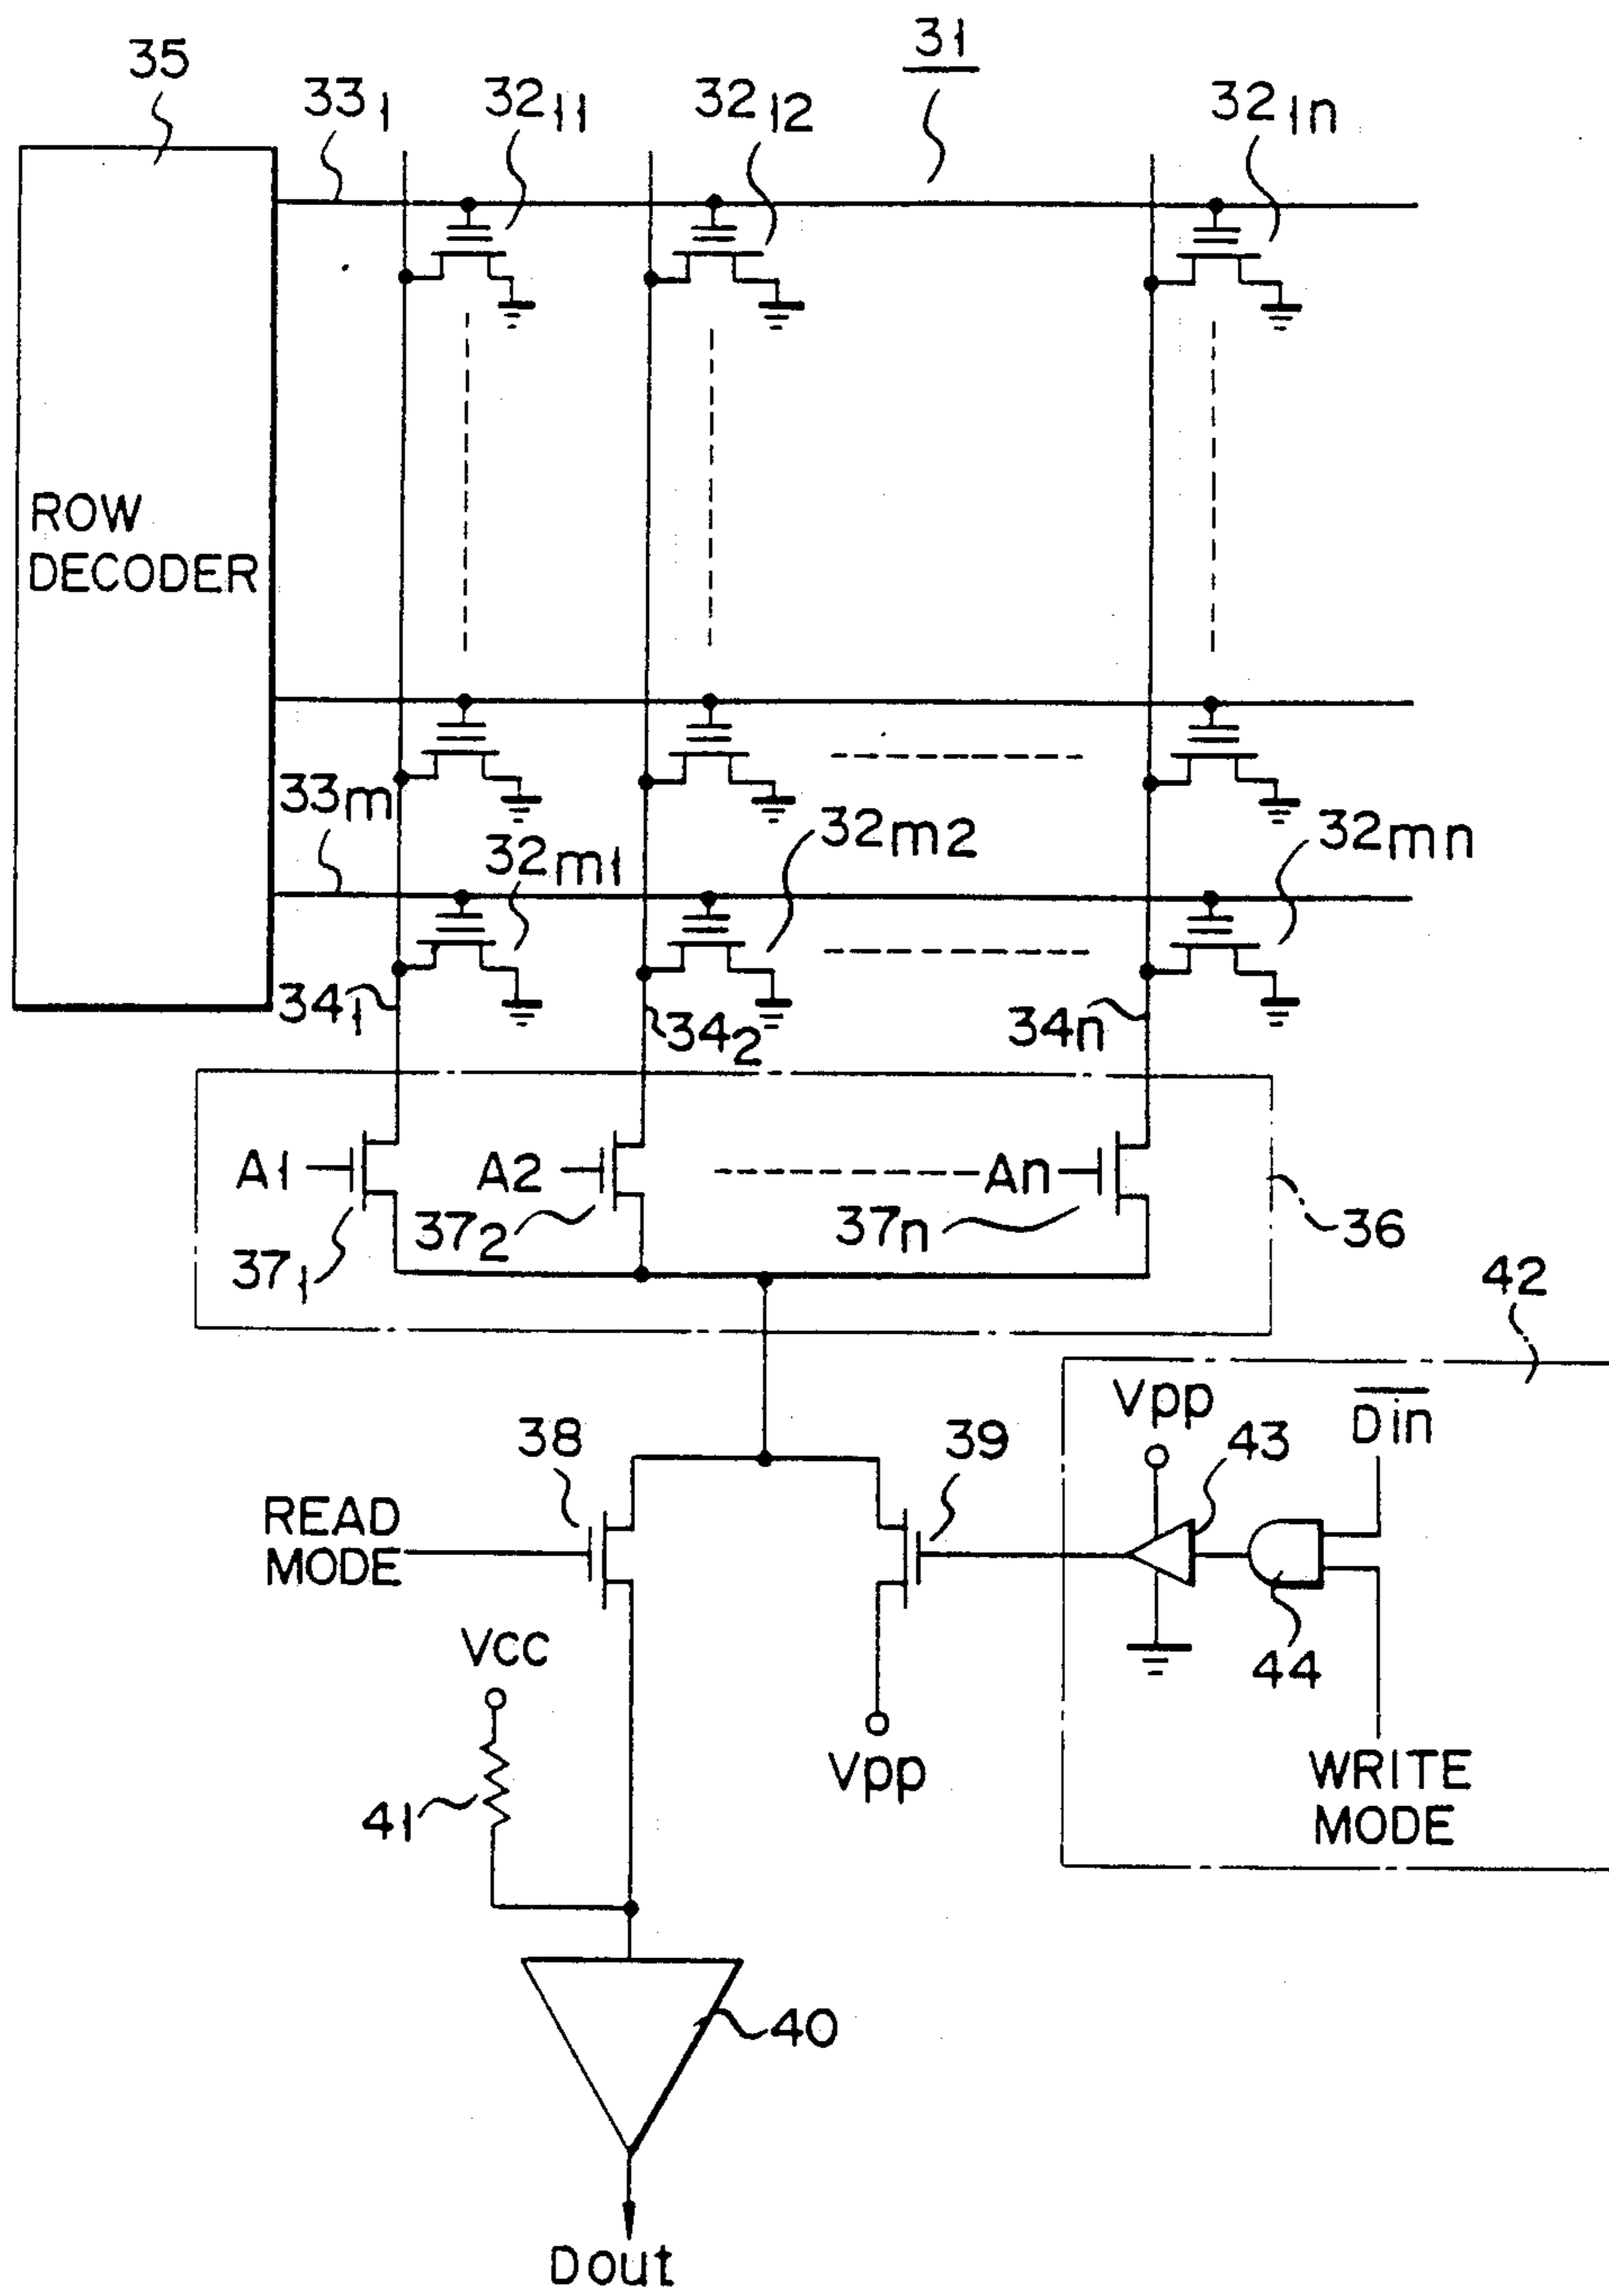 31
35
33₁
32₁₁
32₁₂
32₁ₙ
ROW
DECODER
33m
32m1
32m2
32mn
34₁
34₂
34n
A1
A2
An
37₁
37₂
37n
36
42
Vpp
D̅i̅n̅
43
38
39
READ
MODE
44
Vcc
Vpp
41
WRITE
MODE
40
Dout